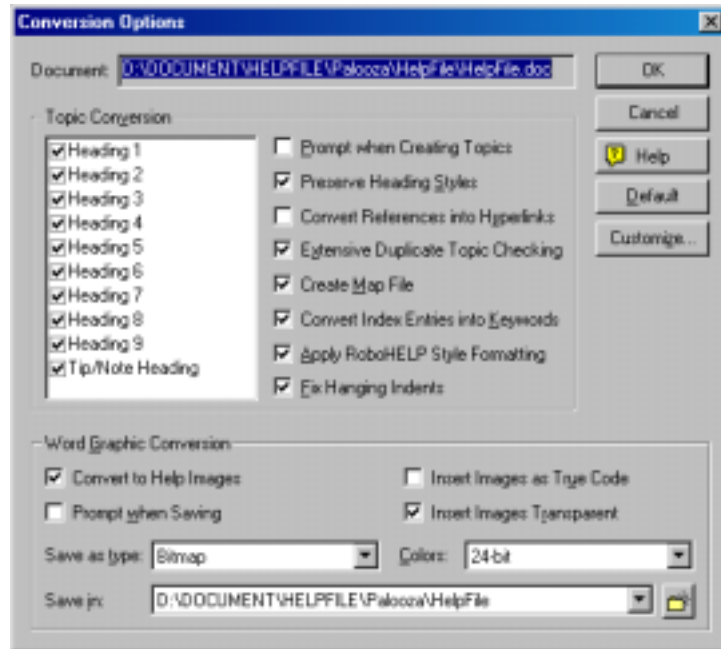 Conversion Options
Document: D:\DOCUMENT\HELPFILE\Palooza\HelpFile\HelpFile.doc
OK
Cancel
Help
Default
Customize...
Topic Conversion
Heading 1
Heading 2
Heading 3
Heading 4
Heading 5
Heading 6
Heading 7
Heading 8
Heading 9
Tip/Note Heading
Prompt when Creating Topics
Preserve Heading Styles
Convert References into Hyperlinks
Extensive Duplicate Topic Checking
Create Map File
Convert Index Entries into Keywords
Apply RoboHELP Style Formatting
Fix Hanging Indents
Word Graphic Conversion
Convert to Help Images
Insert Images as True Code
Prompt when Saving
Insert Images Transparent
Save as type: Bitmap
Colors: 24-bit
Save in: D:\DOCUMENT\HELPFILE\Palooza\HelpFile